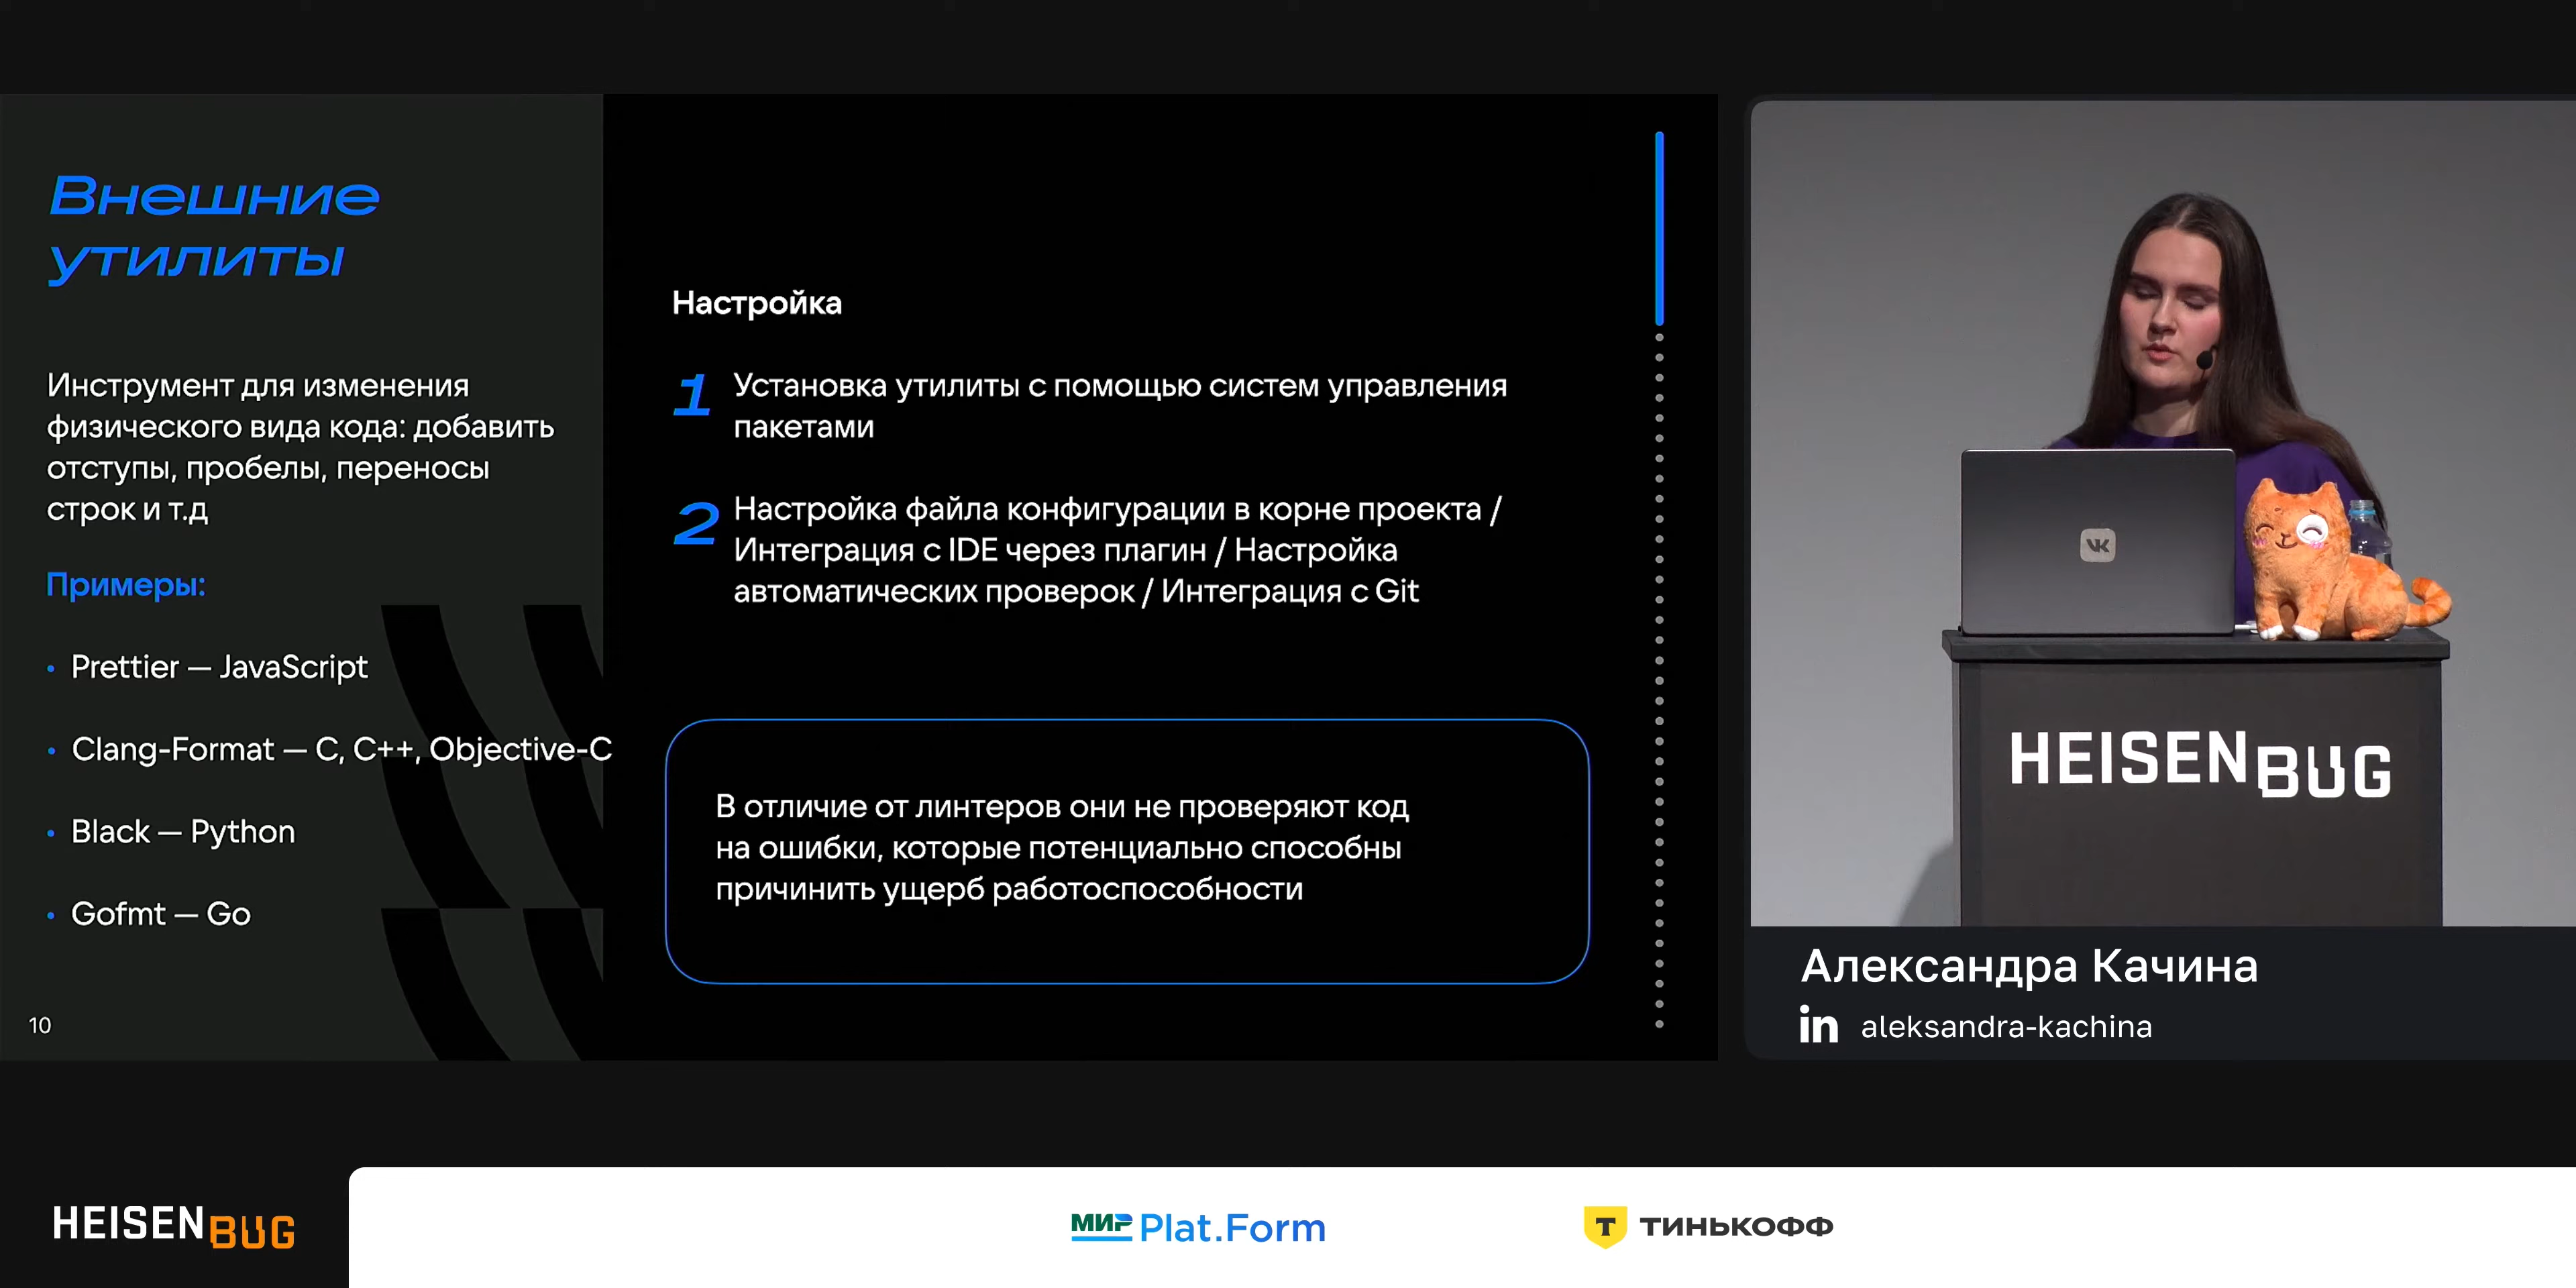 Внешние
утилиты
Инструмент для изменения
физического вида кода: добавить
отступы, пробелы, переносы
строк и т.д
Примеры:
• Prettier — JavaScript
• Clang-Format — C, C++, Objective-C
• Black — Python
• Gofmt — Go
10
Настройка
1 Установка утилиты с помощью систем управления
пакетами
2 Настройка файла конфигурации в корне проекта /
Интеграция с IDE через плагин / Настройка
автоматических проверок / Интеграция с Git
В отличие от линтеров они не проверяют код
на ошибки, которые потенциально способны
причинить ущерб работоспособности
VK
HEISENBUG
Александра Качина
in aleksandra-kachina
HEISENBUG
МИР Plat.Form
Т ТИНЬКОФФ